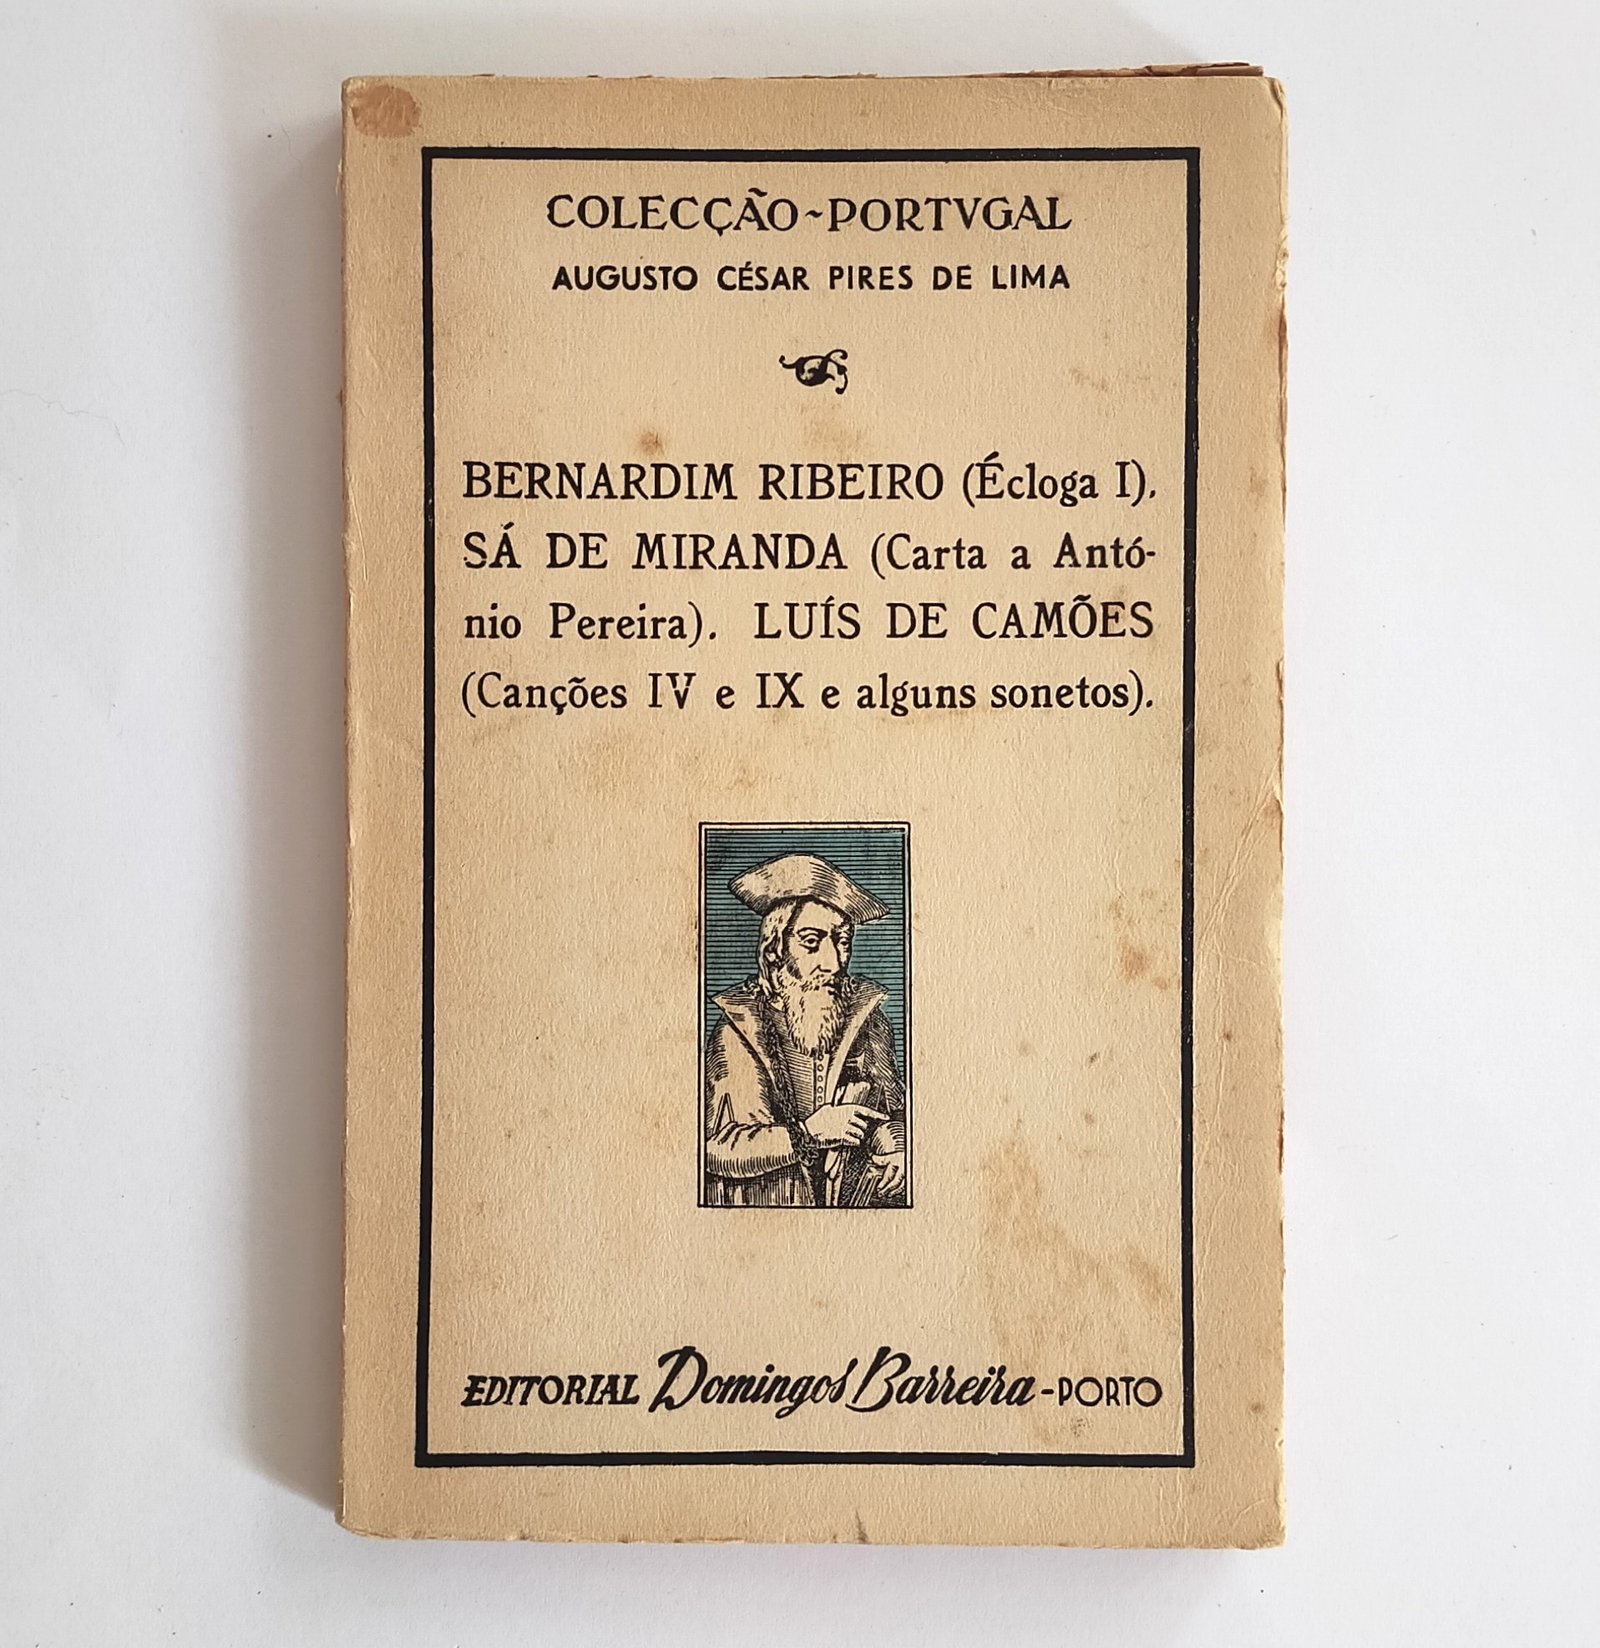 COLECÇÃO~PORTVGAL
AUGUSTO CÉSAR PIRES DE LIMA
BERNARDIM RIBEIRO (Écloga I).
SÁ DE MIRANDA (Carta a Antó-
nio Pereira). LUÍS DE CAMÕES
(Canções IV e IX e alguns sonetos).
EDITORIAL Domingos Barreira-PORTO